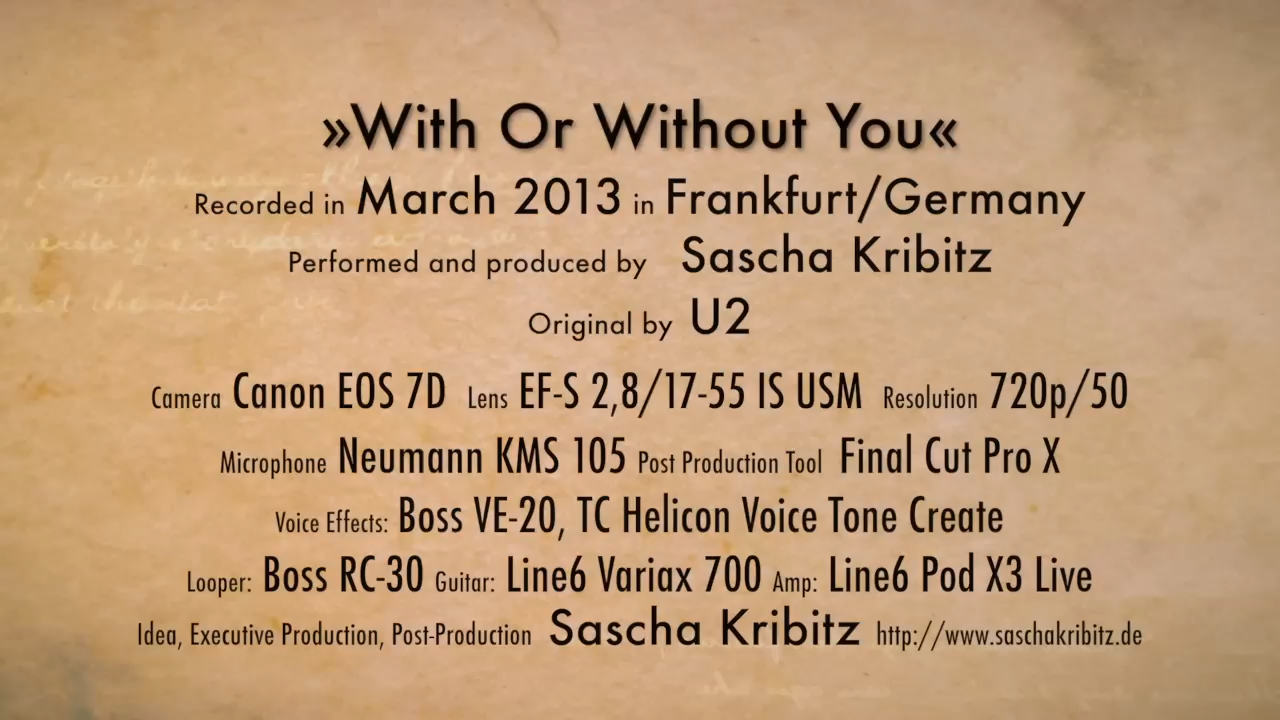 »With Or Without You«
Recorded in March 2013 in Frankfurt/Germany
Performed and produced by Sascha Kribitz
Original by U2
Camera Canon EOS 7D Lens EF-S 2,8/17-55 IS USM Resolution 720p/50
Microphone Neumann KMS 105 Post Production Tool Final Cut Pro X
Voice Effects: Boss VE-20, TC Helicon Voice Tone Create
Looper: Boss RC-30 Guitar: Line6 Variax 700 Amp: Line6 Pod X3 Live
Idea, Executive Production, Post-Production Sascha Kribitz http://www.saschakribitz.de